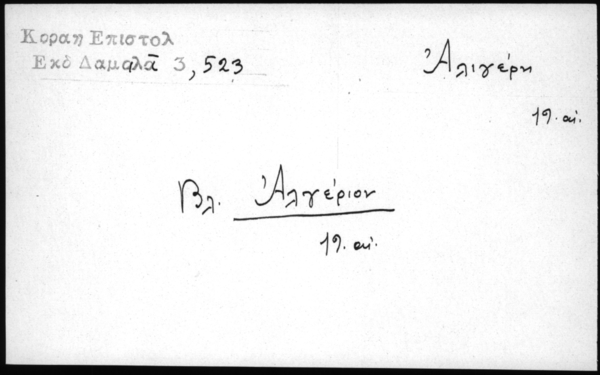 Κοραη Επιστολ
Εκδ Δαμαλᾶ 3, 523
Ἀλιγέρη
19. αἰ.
Βλ. Ἀλγέριον
19. αἰ.